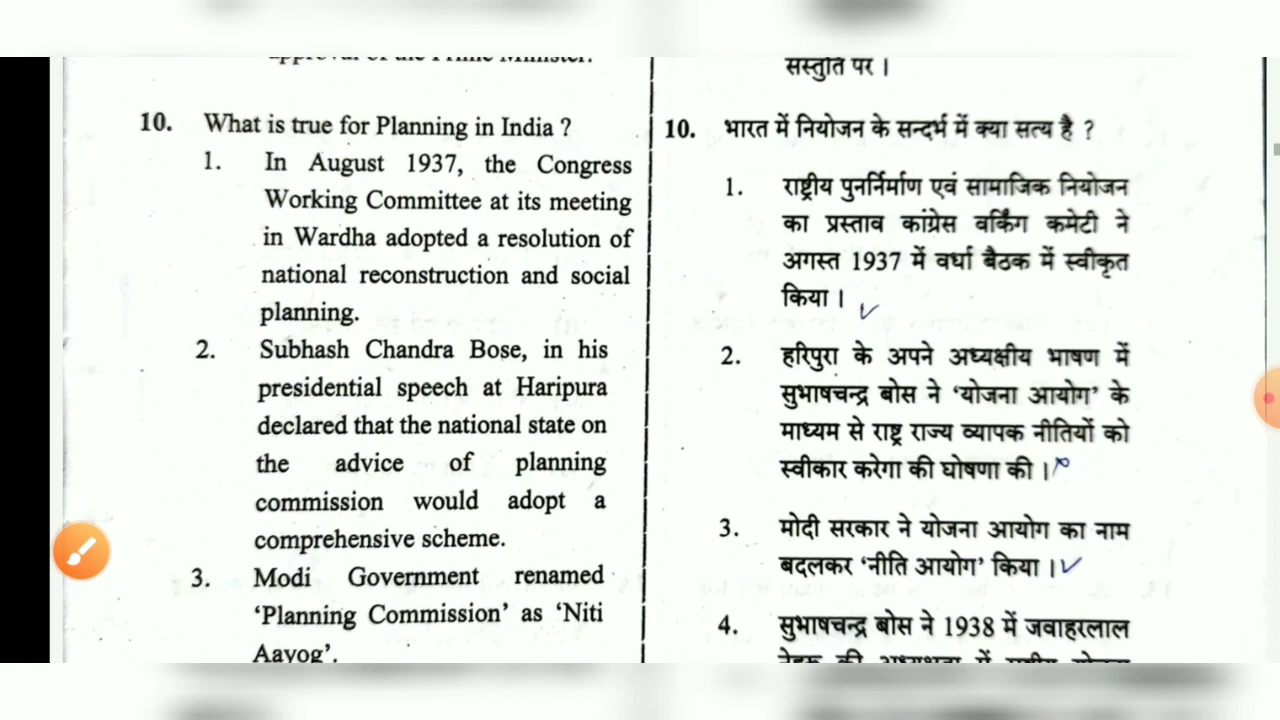 approval of the Prime Minister.
10. What is true for Planning in India ?
1. In August 1937, the Congress
Working Committee at its meeting
in Wardha adopted a resolution of
national reconstruction and social
planning.
2. Subhash Chandra Bose, in his
presidential speech at Haripura
declared that the national state on
the advice of planning
commission would adopt a
comprehensive scheme.
3. Modi Government renamed
‘Planning Commission’ as ‘Niti
Aayog’.
संस्तुति पर ।
10. भारत में नियोजन के सन्दर्भ में क्या सत्य है ?
1. राष्ट्रीय पुनर्निर्माण एवं सामाजिक नियोजन
का प्रस्ताव कांग्रेस वर्किंग कमेटी ने
अगस्त 1937 में वर्धा बैठक में स्वीकृत
किया ।
2. हरिपुरा के अपने अध्यक्षीय भाषण में
सुभाषचन्द्र बोस ने ‘योजना आयोग’ के
माध्यम से राष्ट्र राज्य व्यापक नीतियों को
स्वीकार करेगा की घोषणा की ।
3. मोदी सरकार ने योजना आयोग का नाम
बदलकर ‘नीति आयोग’ किया ।
4. सुभाषचन्द्र बोस ने 1938 में जवाहरलाल